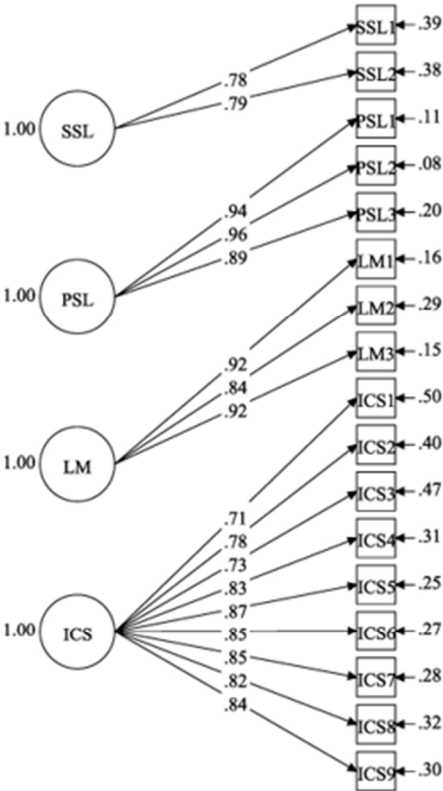 SSL1 .39
SSL2 .38
.78
.79
1.00 SSL
PSL1 .11
PSL2 .08
PSL3 .20
.94
.96
.89
1.00 PSL
LM1 .16
LM2 .29
LM3 .15
.92
.84
.92
1.00 LM
ICS1 .50
ICS2 .40
ICS3 .47
ICS4 .31
ICS5 .25
ICS6 .27
ICS7 .28
ICS8 .32
ICS9 .30
.71
.78
.73
.83
.87
.85
.85
.82
.84
1.00 ICS